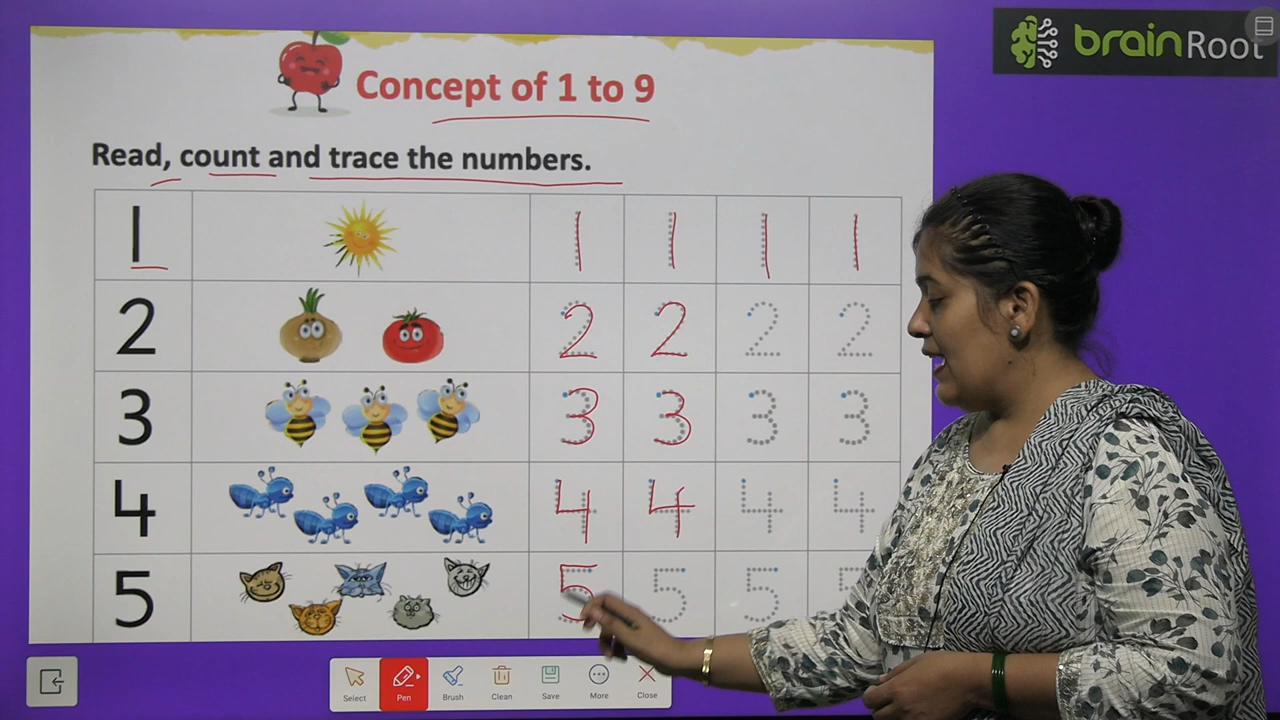 brainRoot
Concept of 1 to 9
Read, count and trace the numbers.
1 1 1 1 1
2 2 2 2 2
3 3 3 3 3
4 4 4 4 4
5 5 5 5 5
Select Pen Brush Clean Save More Close